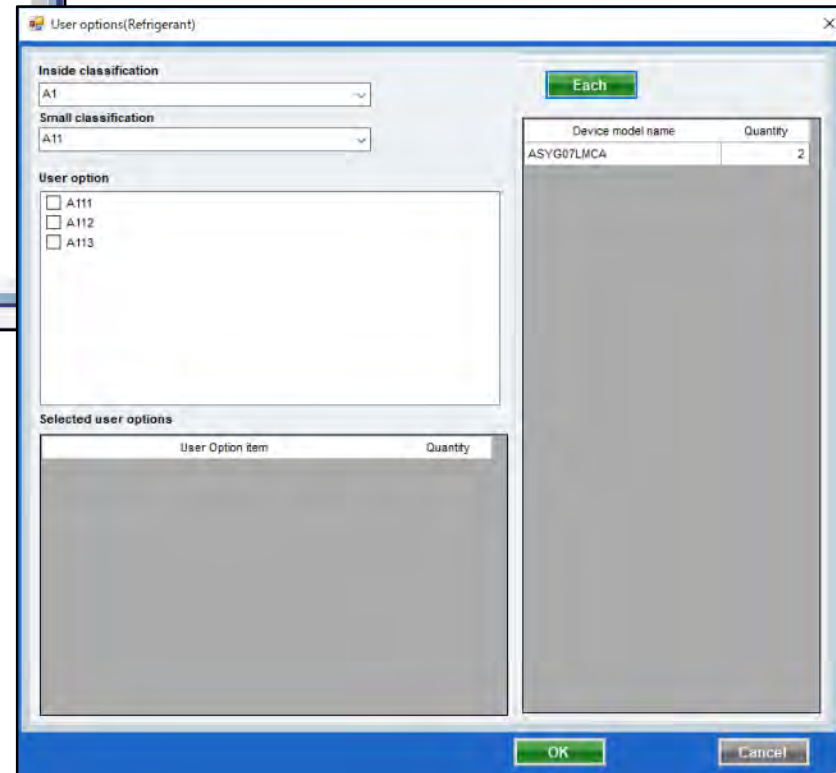 User options(Refrigerant)
Inside classification
A1
Small classification
A11
User option
A111
A112
A113
Selected user options
User Option item Quantity
Each
Device model name Quantity
ASYG07LMCA 2
OK Cancel